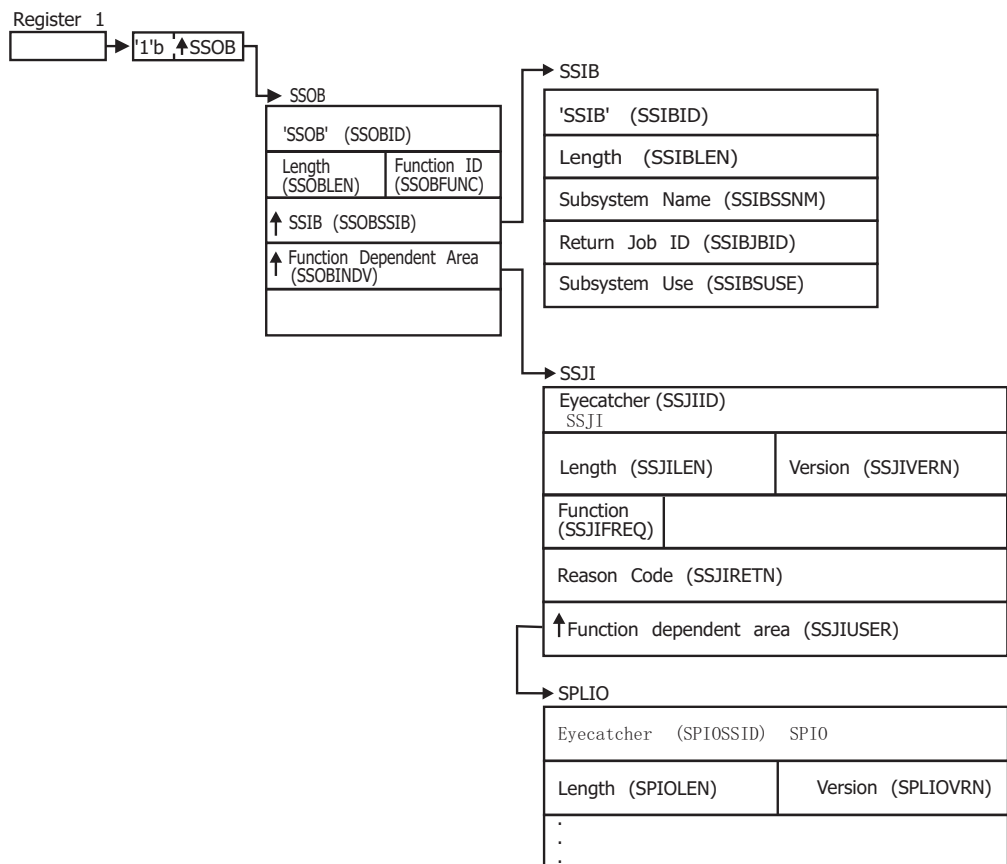 Register 1
'1'b SSOB
SSOB
'SSOB' (SSOBID)
Length
(SSOBLEN)
Function ID
(SSOBFUNC)
SSIB (SSOBSSIB)
Function Dependent Area
(SSOBINDV)
SSIB
'SSIB' (SSIBID)
Length (SSIBLEN)
Subsystem Name (SSIBSSNM)
Return Job ID (SSIBJBID)
Subsystem Use (SSIBSUSE)
SSJI
Eyecatcher (SSJIID)
SSJI
Length (SSJILEN)
Version (SSJIVERN)
Function
(SSJIFREQ)
Reason Code (SSJIRETN)
Function dependent area (SSJIUSER)
SPLIO
Eyecatcher (SPIOSSID) SPIO
Length (SPIOLEN)
Version (SPLIOVRN)
.
.
.